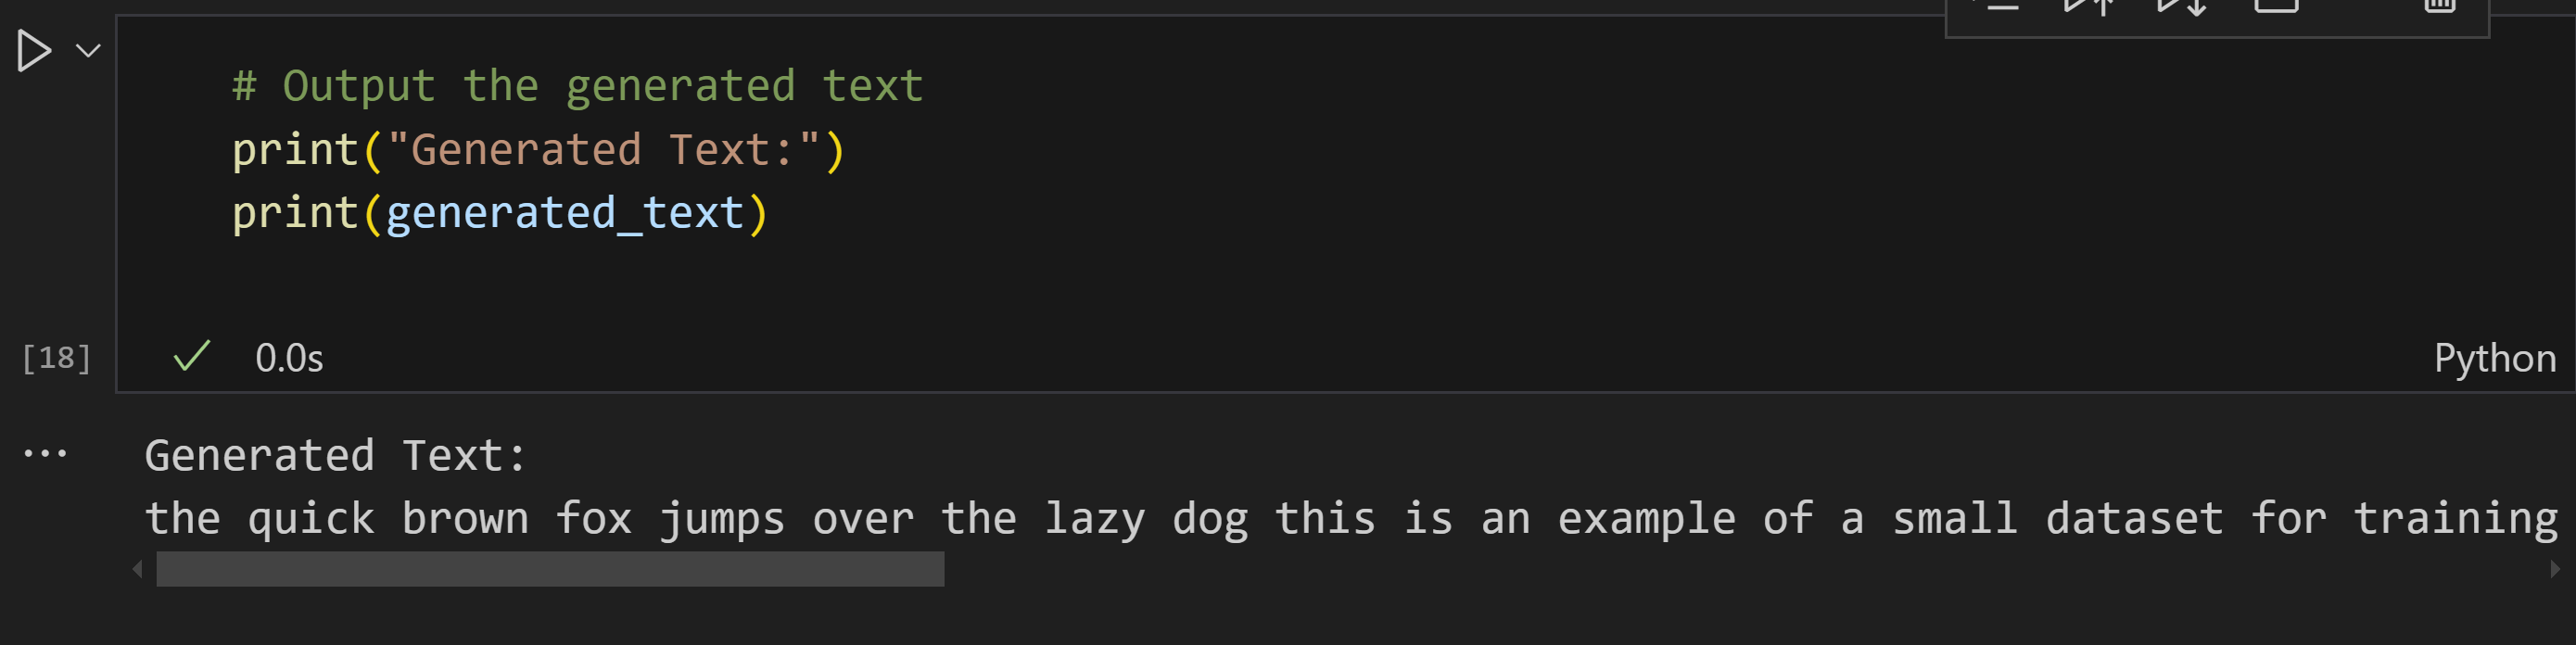 # Output the generated text
print("Generated Text:")
print(generated_text)
[18]
0.0s
Python
Generated Text:
the quick brown fox jumps over the lazy dog this is an example of a small dataset for training